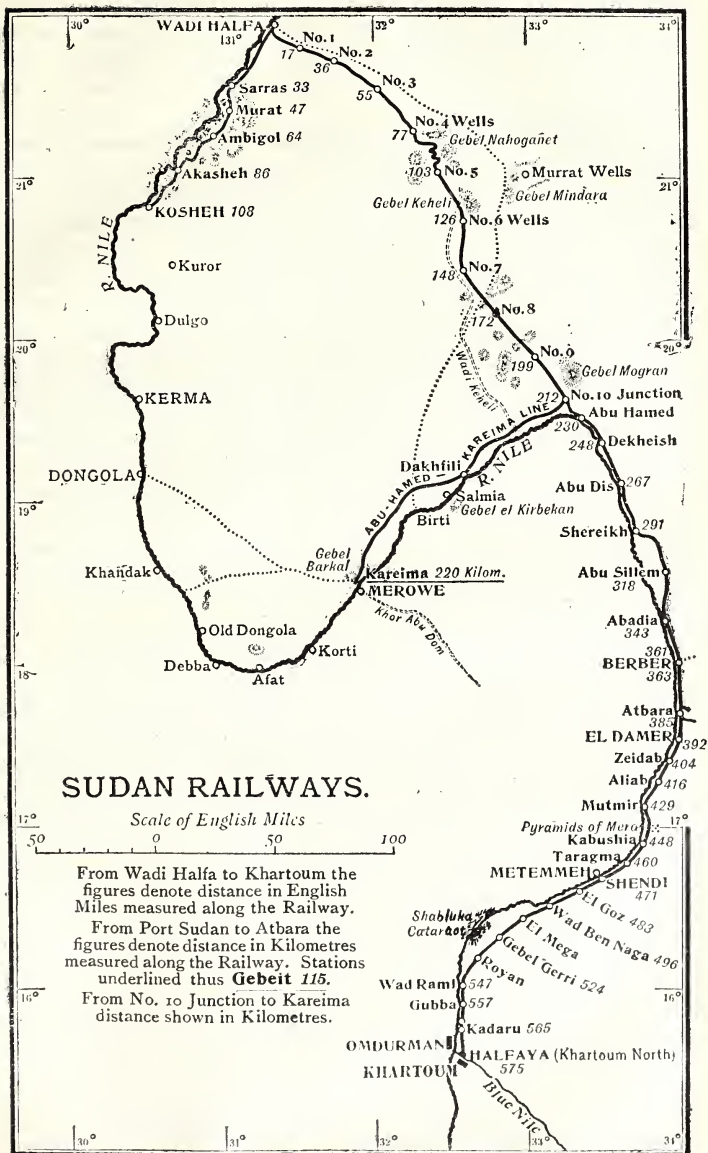 30°
31°
32°
33°
34°
WADI HALFA
No. 1
17
No. 2
36
No. 3
55
Sarras 33
Murat 47
Ambigol 64
Akasheh 86
KOSHEH 108
No. 4 Wells
77
Gebel Nahoganet
103
No. 5
Murrat Wells
Gebel Mindara
21°
21°
Gebel Keheli
126
No. 6 Wells
R. NILE
Kuror
148
No. 7
Dulgo
172
No. 8
20°
20°
Wadi Keheli
199
No. 9
Gebel Mogran
KERMA
212
No. 10 Junction
ABU-HAMED - KAREIMA LINE
230
Abu Hamed
248
Dekheish
R. NILE
DONGOLA
Dakhfili
Salmia
Abu Dis
267
19°
19°
Gebel el Kirbekan
Birti
Shereikh
291
Gebel
Barkal
Khandak
Kareima 220 Kilom.
MEROWE
Abu Sillem
318
Khor Abu Dom
Abadia
343
Old Dongola
Korti
361
BERBER
363
18°
18°
Debba
Afat
Atbara
385
EL DAMER
392
Zeidab
404
Aliab
416
Mutmir
429
SUDAN RAILWAYS.
Scale of English Miles
17°
17°
50
0
50
100
Pyramids of Meroe
Kabushia
448
Taragma
460
METEMMEH
SHENDI
471
El Goz 483
Wad Ben Naga 496
El Mega
Gebel Gerri 524
Royan
Shabluka
Cataract
From Wadi Halfa to Khartoum the
figures denote distance in English
Miles measured along the Railway.
From Port Sudan to Atbara the
figures denote distance in Kilometres
measured along the Railway. Stations
underlined thus Gebeit 115.
From No. 10 Junction to Kareima
distance shown in Kilometres.
16°
16°
Wad Raml
547
Gubba
557
Kadaru 565
OMDURMAN
HALFAYA (Khartoum North)
575
KHARTOUM
Blue Nile
30°
31°
32°
33°
34°